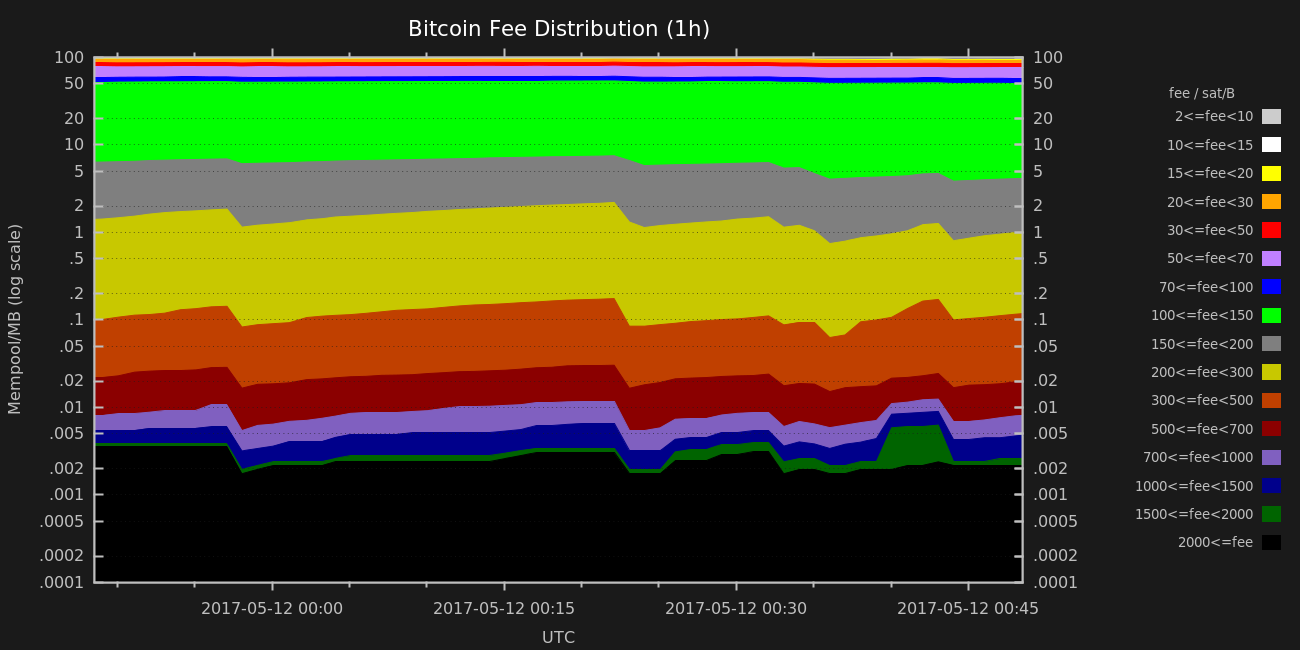 Bitcoin Fee Distribution (1h)
Mempool/MB (log scale)
100
50
20
10
5
2
1
.5
.2
.1
.05
.02
.01
.005
.002
.001
.0005
.0002
.0001
100
50
20
10
5
2
1
.5
.2
.1
.05
.02
.01
.005
.002
.001
.0005
.0002
.0001
2017-05-12 00:00 2017-05-12 00:15 2017-05-12 00:30 2017-05-12 00:45
UTC
fee / sat/B
2<=fee<10
10<=fee<15
15<=fee<20
20<=fee<30
30<=fee<50
50<=fee<70
70<=fee<100
100<=fee<150
150<=fee<200
200<=fee<300
300<=fee<500
500<=fee<700
700<=fee<1000
1000<=fee<1500
1500<=fee<2000
2000<=fee